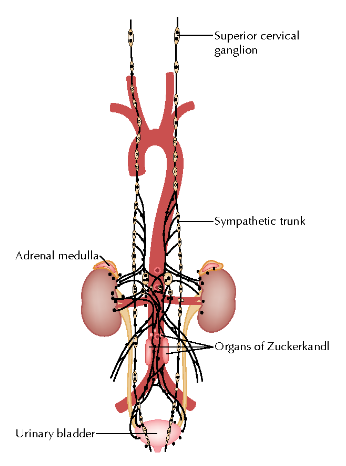 Superior cervical
ganglion
Sympathetic trunk
Adrenal medulla
Organs of Zuckerkandl
Urinary bladder